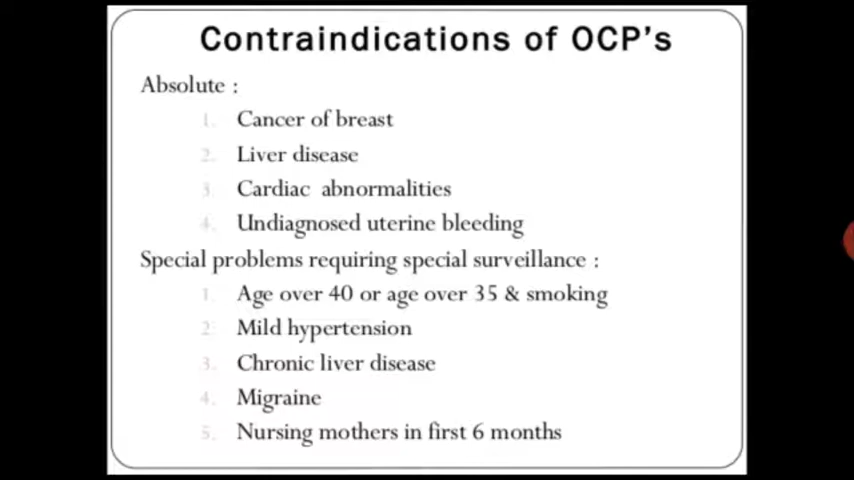 Contraindications of OCP's
Absolute :
1. Cancer of breast
2. Liver disease
3. Cardiac abnormalities
4. Undiagnosed uterine bleeding
Special problems requiring special surveillance :
1. Age over 40 or age over 35 & smoking
2. Mild hypertension
3. Chronic liver disease
4. Migraine
5. Nursing mothers in first 6 months